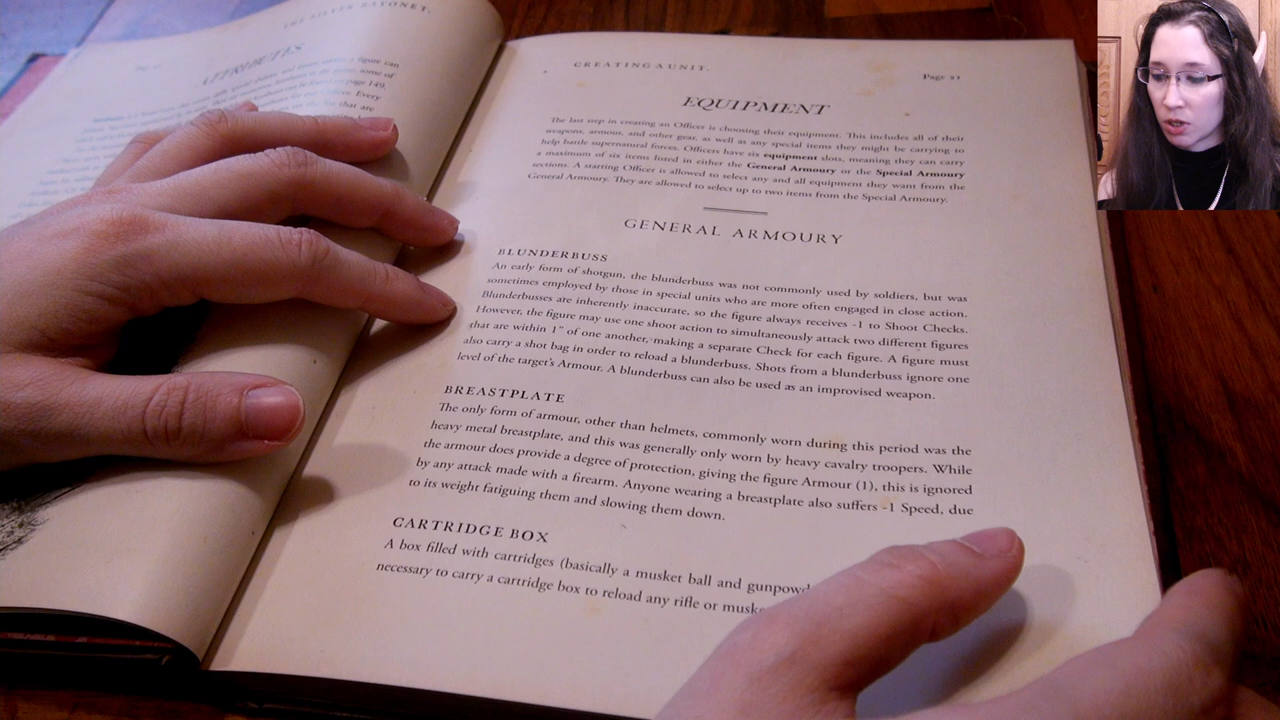 THE SILVER BAYONET.
ATTRIBUTES
figure can
some of
page 149.
Every
that are
CREATING A UNIT.
Page 21
EQUIPMENT
The last step in creating an Officer is choosing their equipment. This includes all of their
weapons, armour, and other gear, as well as any special items they might be carrying to
help battle supernatural forces. Officers have six equipment slots, meaning they can carry
a maximum of six items listed in either the General Armoury or the Special Armoury
sections. A starting Officer is allowed to select any and all equipment they want from the
General Armoury. They are allowed to select up to two items from the Special Armoury.
GENERAL ARMOURY
BLUNDERBUSS
An early form of shotgun, the blunderbuss was not commonly used by soldiers, but was
sometimes employed by those in special units who are more often engaged in close action.
Blunderbusses are inherently inaccurate, so the figure always receives -1 to Shoot Checks.
However, the figure may use one shoot action to simultaneously attack two different figures
that are within 1" of one another, making a separate Check for each figure. A figure must
also carry a shot bag in order to reload a blunderbuss. Shots from a blunderbuss ignore one
level of the target's Armour. A blunderbuss can also be used as an improvised weapon.
BREASTPLATE
The only form of armour, other than helmets, commonly worn during this period was the
heavy metal breastplate, and this was generally only worn by heavy cavalry troopers. While
the armour does provide a degree of protection, giving the figure Armour (1), this is ignored
by any attack made with a firearm. Anyone wearing a breastplate also suffers -1 Speed, due
to its weight fatiguing them and slowing them down.
CARTRIDGE BOX
A box filled with cartridges (basically a musket ball and gunpowd
necessary to carry a cartridge box to reload any rifle or muske